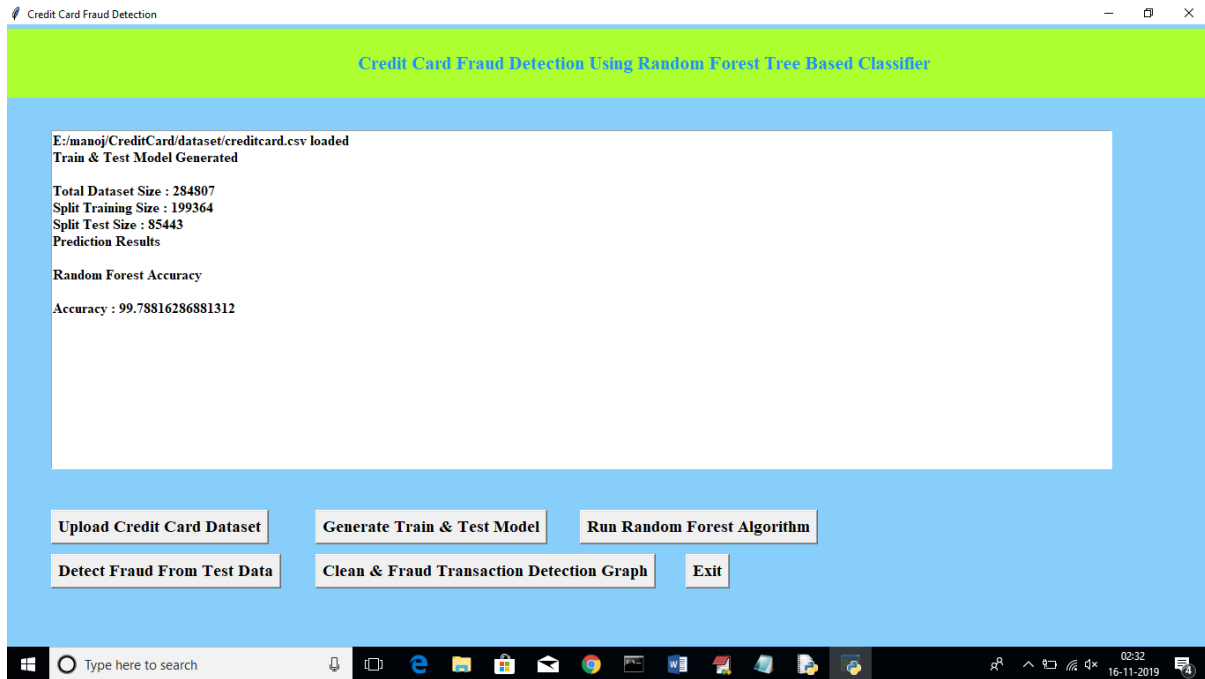 Credit Card Fraud Detection
Credit Card Fraud Detection Using Random Forest Tree Based Classifier
E:/manoj/CreditCard/dataset/creditcard.csv loaded
Train & Test Model Generated
Total Dataset Size : 284807
Split Training Size : 199364
Split Test Size : 85443
Prediction Results
Random Forest Accuracy
Accuracy : 99.78816286881312
Upload Credit Card Dataset
Generate Train & Test Model
Run Random Forest Algorithm
Detect Fraud From Test Data
Clean & Fraud Transaction Detection Graph
Exit
Type here to search
02:32
16-11-2019
4